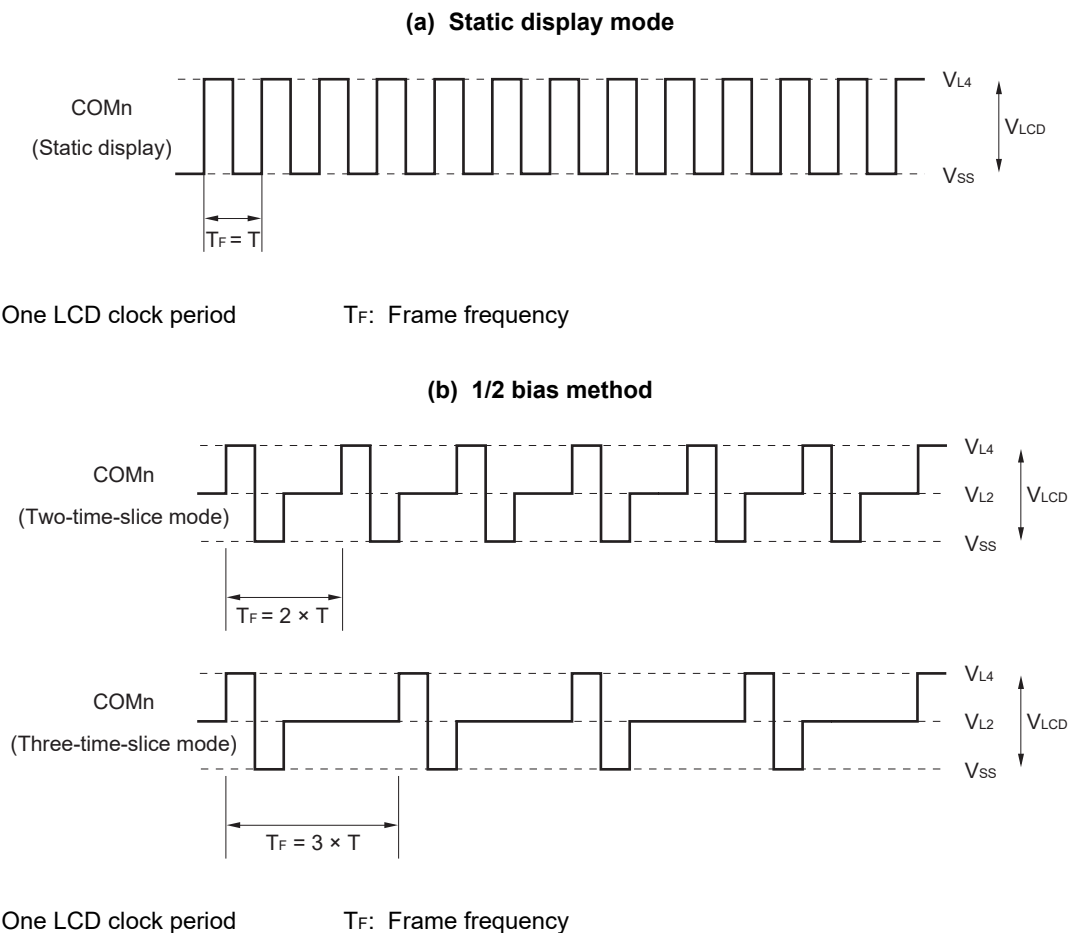 (a) Static display mode
COMn
(Static display)
VL4
VLCD
VSS
TF = T
One LCD clock period TF: Frame frequency
(b) 1/2 bias method
COMn
(Two-time-slice mode)
VL4
VL2
VLCD
VSS
TF = 2 × T
COMn
(Three-time-slice mode)
VL4
VL2
VLCD
VSS
TF = 3 × T
One LCD clock period TF: Frame frequency